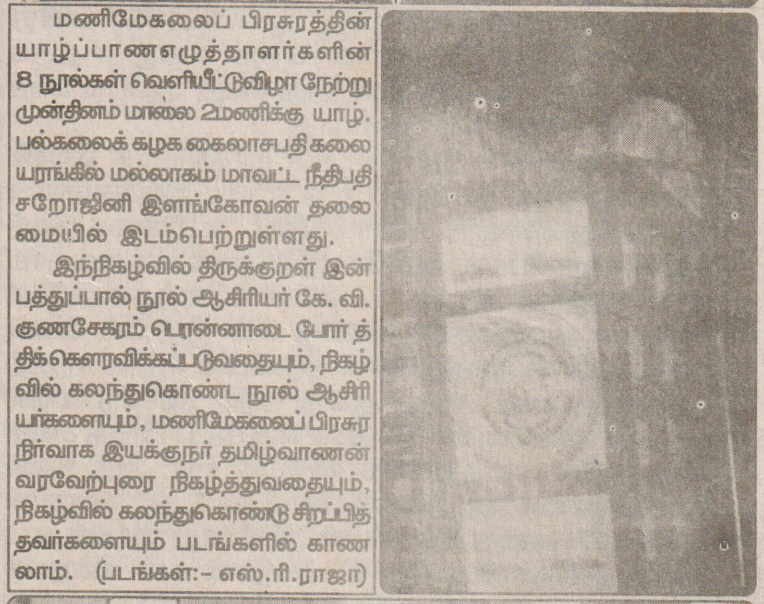 மணிமேகலைப் பிரசுரத்தின்
யாழ்ப்பாணஎழுத்தாளர்களின்
8 நூல்கள் வெளியீட்டுவிழா நேற்று
முன்தினம் மாலை 2மணிக்கு யாழ்.
பல்கலைக் கழக கைலாசபதி கலை
யரங்கில் மல்லாகம் மாவட்ட நீதிபதி
சறோஜினி இளங்கோவன் தலை
மையில் இடம்பெற்றுள்ளது.
இந்நிகழ்வில் திருக்குறள் இன்
பத்துப்பால் நூல் ஆசிரியர் கே. வி.
குணசேகரம் பொன்னாடை போர் த்
திக்கௌரவிக்கப்படுவதையும், நிகழ்
வில் கலந்துகொண்ட நூல் ஆசிரி
யர்களையும், மணிமேகலைப் பிரசுர
நிர்வாக இயக்குநர் தமிழ்வாணன்
வரவேற்புரை நிகழ்த்துவதையும்,
நிகழ்வில் கலந்துகொண்டு சிறப்பித்
தவர்களையும் படங்களில் காண
லாம். (படங்கள்:- எஸ்.ரி.ராஜா)